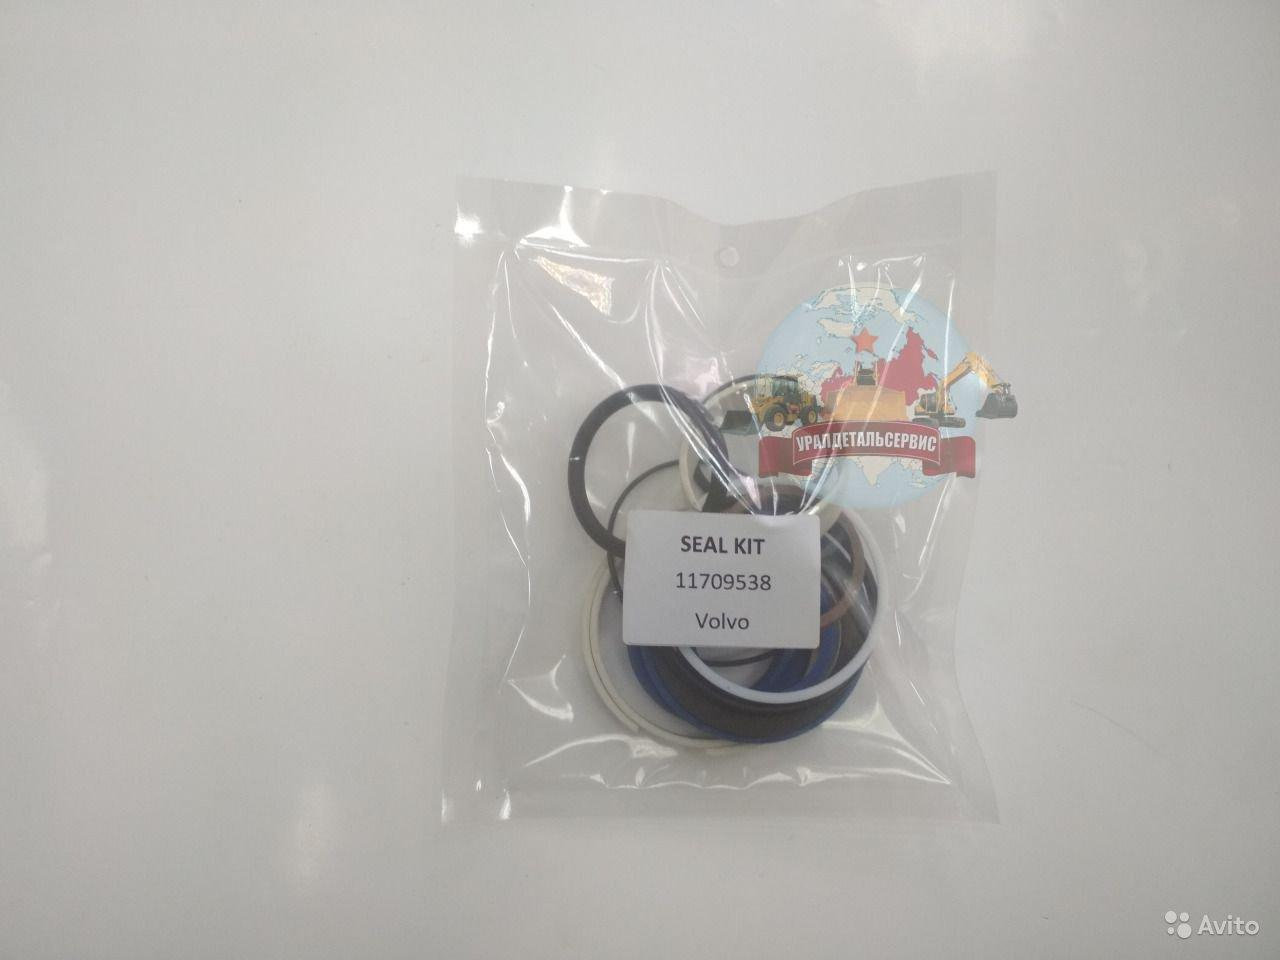 УРАЛДЕТАЛЬСЕРВИС
SEAL KIT
11709538
Volvo
Avito